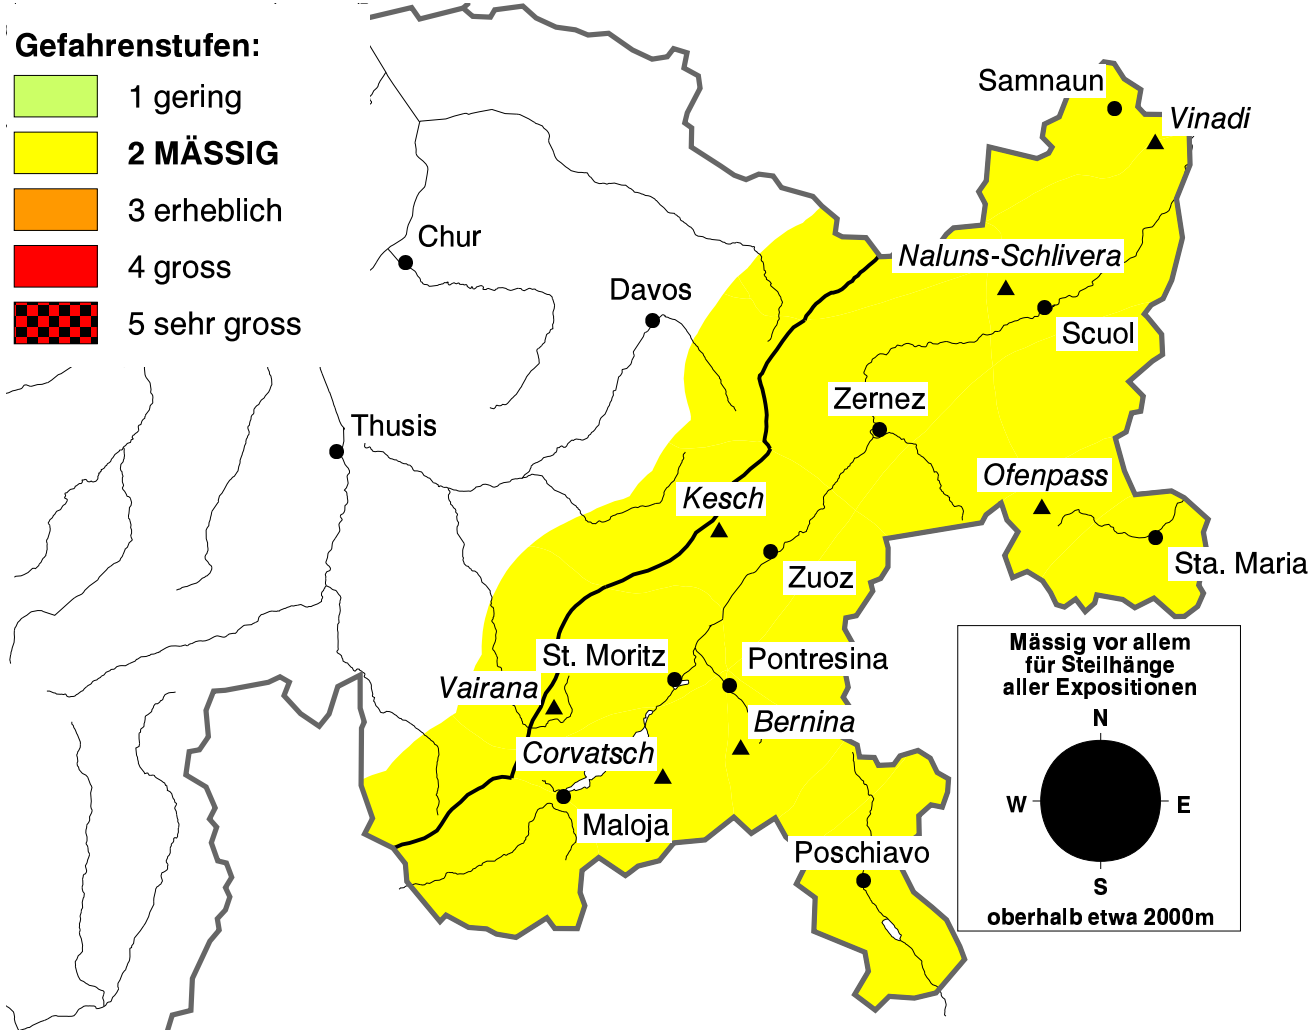 Gefahrenstufen:
1 gering
2 MÄSSIG
3 erheblich
4 gross
5 sehr gross
Samnaun
Vinadi
Chur
Naluns-Schlivera
Davos
Scuol
Zernez
Thusis
Ofenpass
Kesch
Sta. Maria
Zuoz
St. Moritz
Pontresina
Vairana
Bernina
Corvatsch
Maloja
Poschiavo
Mässig vor allem
für Steilhänge
aller Expositionen
N
W
E
S
oberhalb etwa 2000m